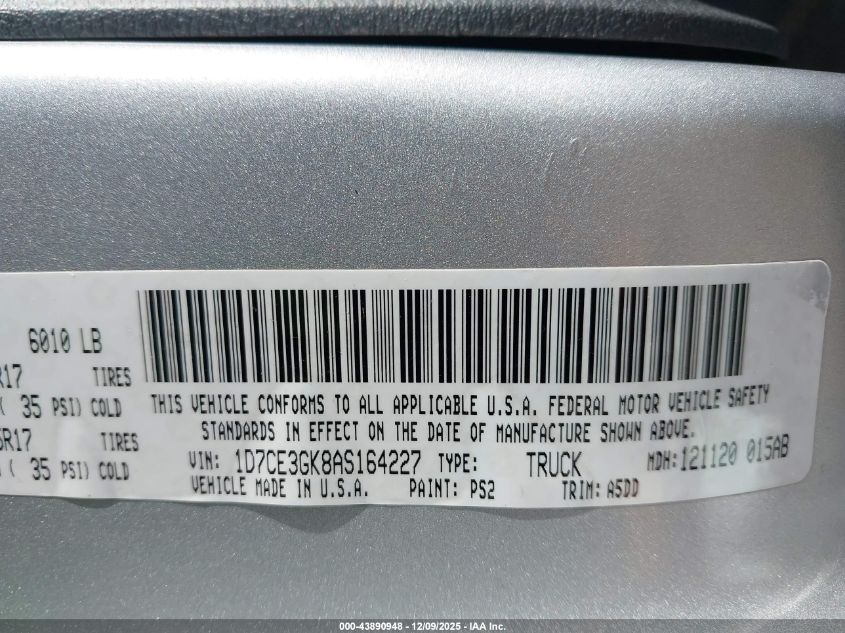 6010 LB
R17 TIRES
( 35 PSI) COLD
5R17 TIRES
( 35 PSI) COLD
THIS VEHICLE CONFORMS TO ALL APPLICABLE U.S.A. FEDERAL MOTOR VEHICLE SAFETY
STANDARDS IN EFFECT ON THE DATE OF MANUFACTURE SHOWN ABOVE.
VIN: 1D7CE3GK8AS164227 TYPE: TRUCK MDH:121120 015AB
VEHICLE MADE IN U.S.A. PAINT: PS2 TRIM: A5DD
000-43890948 - 12/09/2025 - IAA Inc.